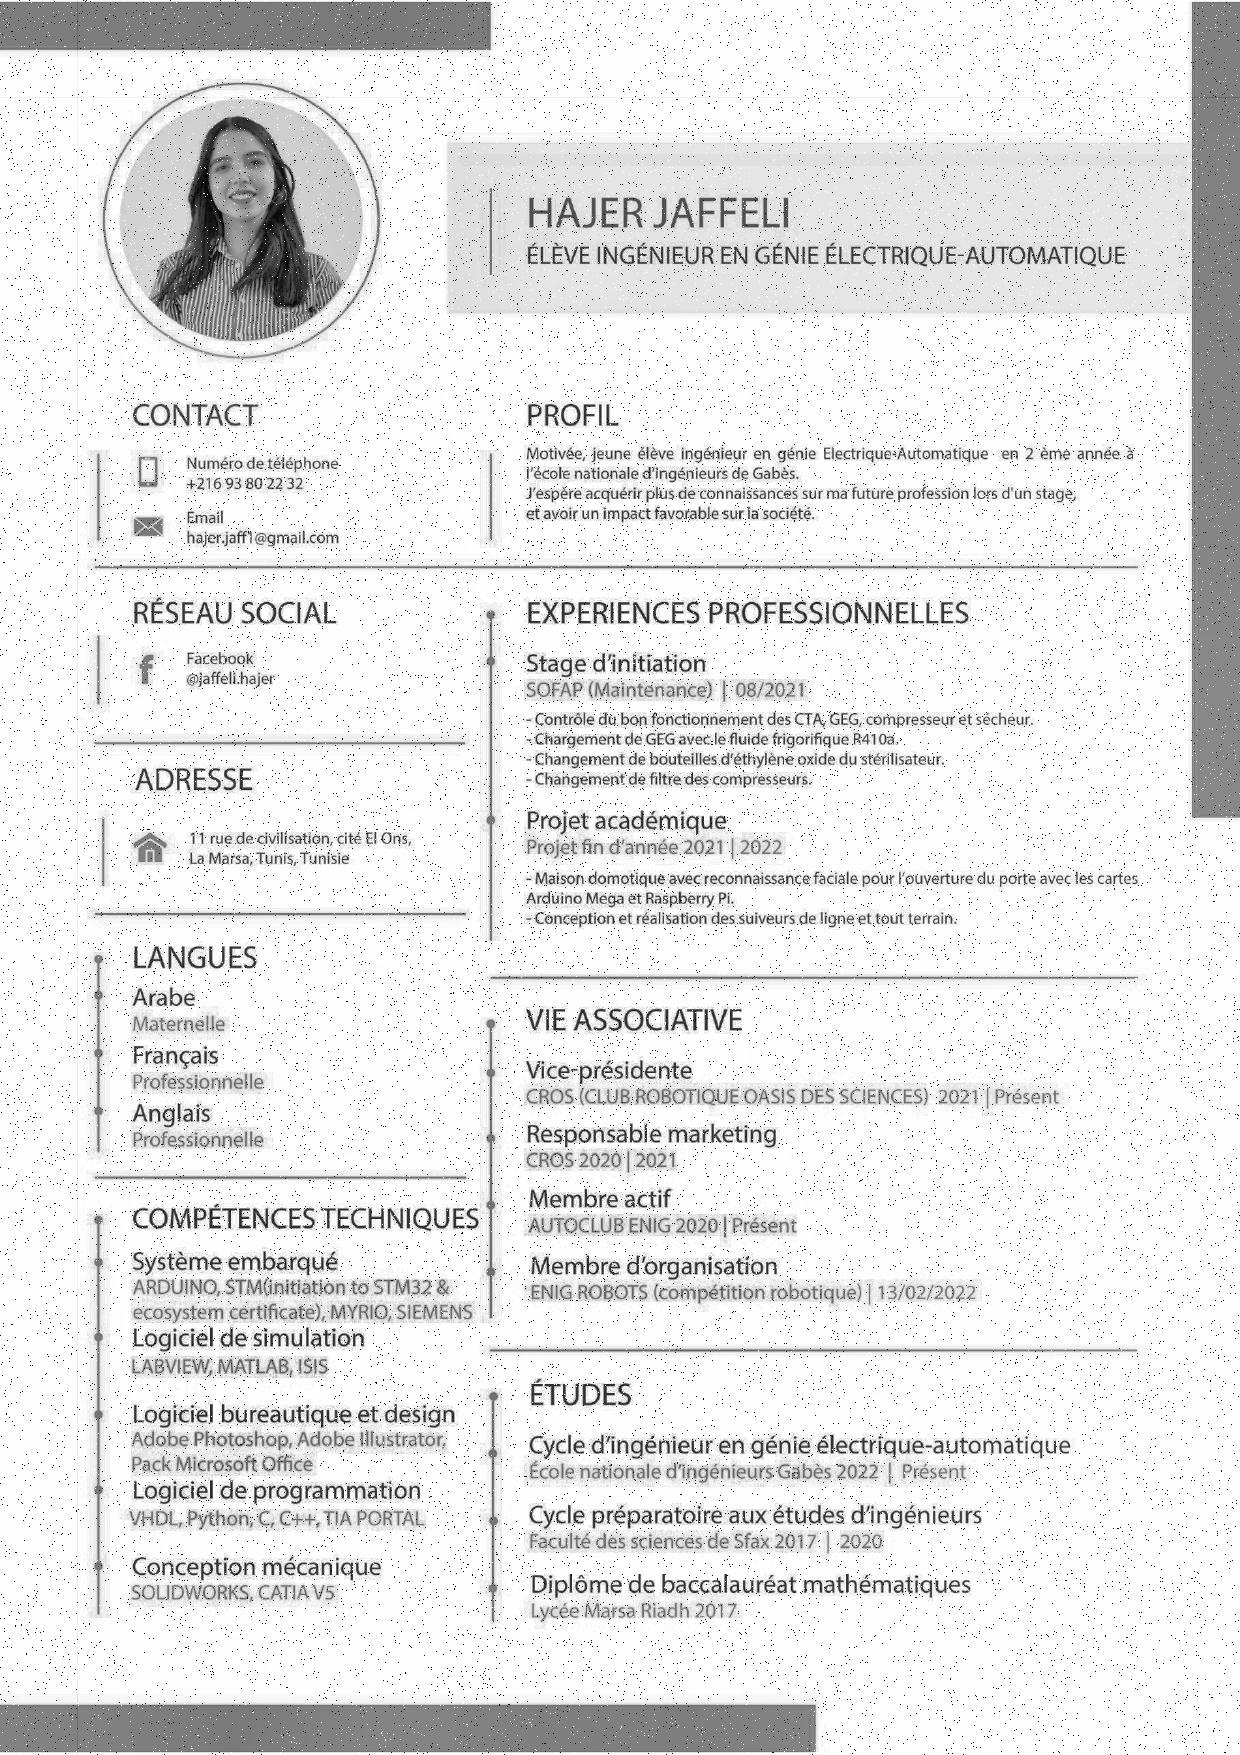 HAJER JAFFELI
ÉLÈVE INGÉNIEUR EN GÉNIE ÉLECTRIQUE-AUTOMATIQUE
CONTACT
Numéro de téléphone
+216 93 80 22 32
Émail
hajer.jaff1@gmail.com
PROFIL
Motivée, jeune élève ingénieur en génie Electrique-Automatique en 2 ème année à
l'école nationale d'ingénieurs de Gabès.
J'espère acquérir plus de connaissances sur ma future profession lors d'un stage,
et avoir un impact favorable sur la société.
RÉSEAU SOCIAL
Facebook
@jaffeli.hajer
ADRESSE
11 rue de civilisation, cité El Ons,
La Marsa, Tunis, Tunisie
LANGUES
Arabe
Maternelle
Français
Professionnelle
Anglais
Professionnelle
COMPÉTENCES TECHNIQUES
Système embarqué
ARDUINO, STM(initiation to STM32 &
ecosystem certificate), MYRIO, SIEMENS
Logiciel de simulation
LABVIEW, MATLAB, ISIS
Logiciel bureautique et design
Adobe Photoshop, Adobe Illustrator,
Pack Microsoft Office
Logiciel de programmation
VHDL, Python, C, C++, TIA PORTAL
Conception mécanique
SOLIDWORKS, CATIA V5
EXPERIENCES PROFESSIONNELLES
Stage d'initiation
SOFAP (Maintenance) | 08/2021
- Contrôle du bon fonctionnement des CTA, GEG, compresseur et sécheur.
- Chargement de GEG avec le fluide frigorifique R410a.
- Changement de bouteilles d'éthylène oxide du stérilisateur.
- Changement de filtre des compresseurs.
Projet académique
Projet fin d'année 2021 | 2022
- Maison domotique avec reconnaissance faciale pour l'ouverture du porte avec les cartes
Arduino Mega et Raspberry Pi.
- Conception et réalisation des suiveurs de ligne et tout terrain.
VIE ASSOCIATIVE
Vice-présidente
CROS (CLUB ROBOTIQUE OASIS DES SCIENCES) 2021 | Présent
Responsable marketing
CROS 2020 | 2021
Membre actif
AUTOCLUB ENIG 2020 | Présent
Membre d'organisation
ENIG ROBOTS (compétition robotique) | 13/02/2022
ÉTUDES
Cycle d'ingénieur en génie électrique-automatique
École nationale d'ingénieurs Gabès 2022 | Présent
Cycle préparatoire aux études d'ingénieurs
Faculté des sciences de Sfax 2017 | 2020
Diplôme de baccalauréat mathématiques
Lycée Marsa Riadh 2017